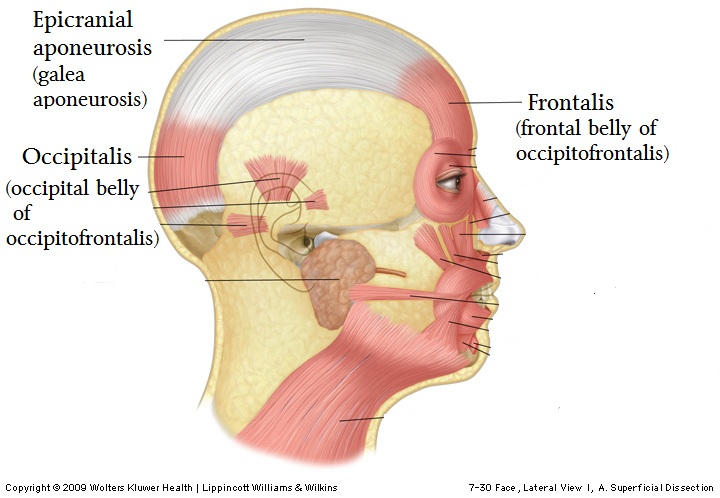 Epicranial
aponeurosis
(galea
aponeurosis)
Occipitalis
(occipital belly
of
occipitofrontalis)
Frontalis
(frontal belly of
occipitofrontalis)
Copyright © 2009 Wolters Kluwer Health | Lippincott Williams & Wilkins
7-30 Face, Lateral View I, A. Superficial Dissection